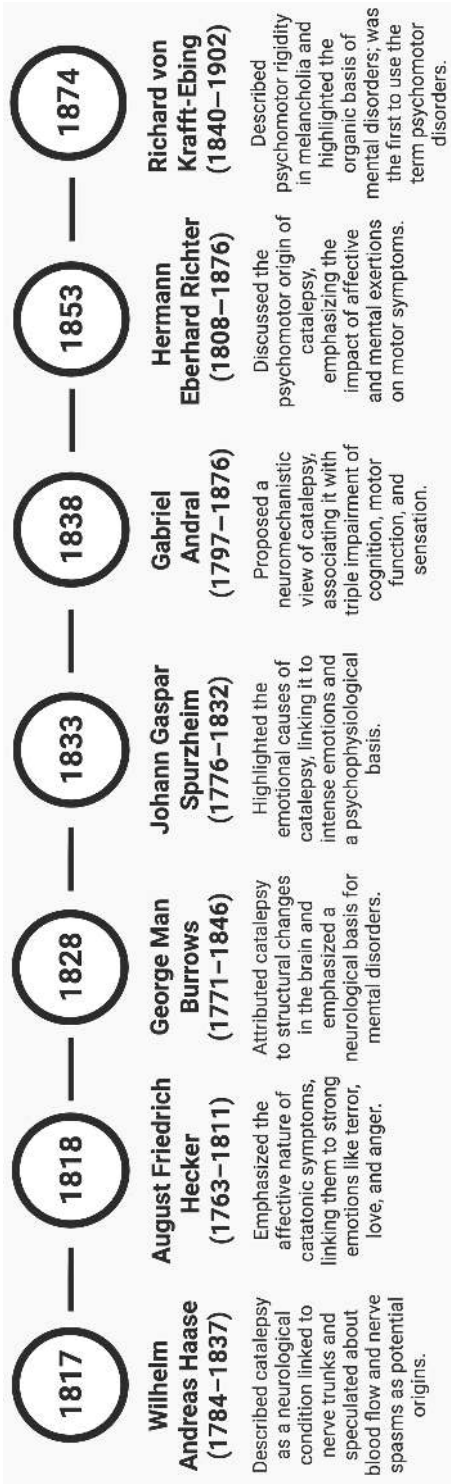 1817
Wilhelm
Andreas Haase
(1784–1837)
Described catalepsy
as a neurological
condition linked to
nerve trunks and
speculated about
blood flow and nerve
spasms as potential
origins.
1818
August Friedrich
Hecker
(1763–1811)
Emphasized the
affective nature of
catatonic symptoms,
linking them to strong
emotions like terror,
love, and anger.
1828
George Man
Burrows
(1771–1846)
Attributed catalepsy
to structural changes
in the brain and
emphasized a
neurological basis for
mental disorders.
1833
Johann Gaspar
Spurzheim
(1776–1832)
Highlighted the
emotional causes of
catalepsy, linking it to
intense emotions and
a psychophysiological
basis.
1838
Gabriel
Andral
(1797–1876)
Proposed a
neuromechanistic
view of catalepsy,
associating it with
triple impairment of
cognition, motor
function, and
sensation.
1853
Hermann
Eberhard Richter
(1808–1876)
Discussed the
psychomotor origin of
catalepsy,
emphasizing the
impact of affective
and mental exertions
on motor symptoms.
1874
Richard von
Krafft-Ebing
(1840–1902)
Described
psychomotor rigidity
in melancholia and
highlighted the
organic basis of
mental disorders; was
the first to use the
term psychomotor
disorders.